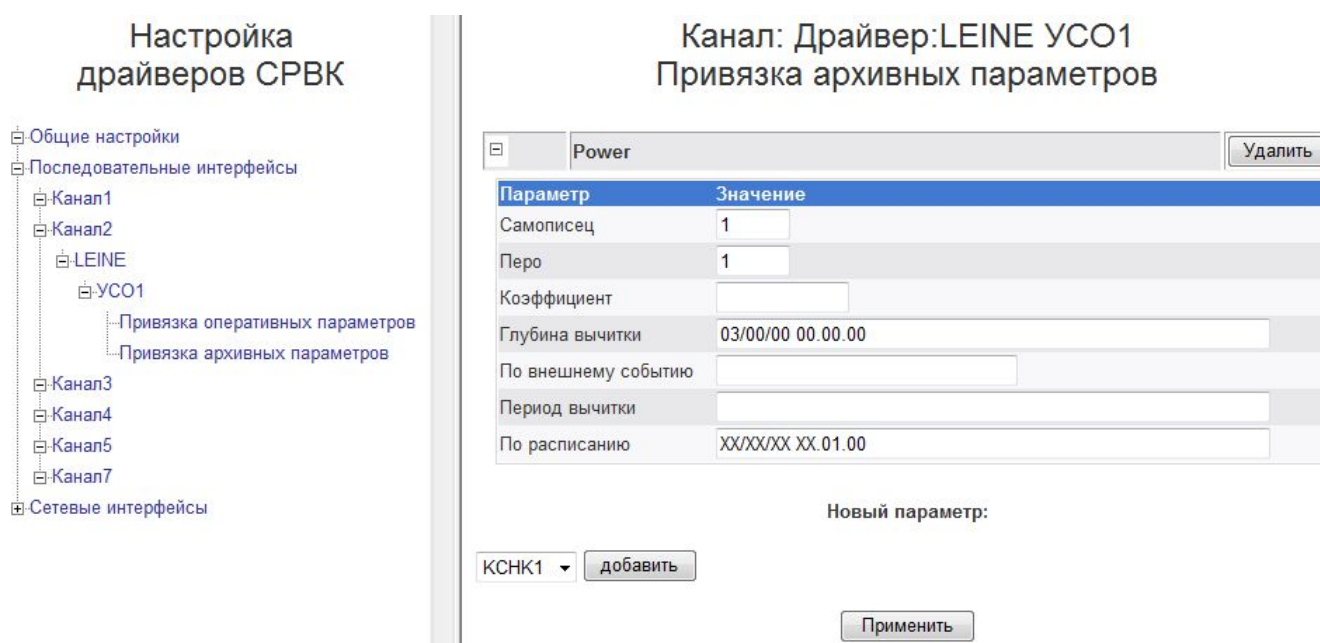 Настройка
драйверов СРВК
Общие настройки
Последовательные интерфейсы
Канал1
Канал2
LEINE
УСО1
Привязка оперативных параметров
Привязка архивных параметров
Канал3
Канал4
Канал5
Канал7
Сетевые интерфейсы
Канал: Драйвер:LEINE УСО1
Привязка архивных параметров
Power Удалить
Параметр Значение
Самописец 1
Перо 1
Коэффициент
Глубина вычитки 03/00/00 00.00.00
По внешнему событию
Период вычитки
По расписанию XX/XX/XX XX.01.00
Новый параметр:
KCHK1 добавить
Применить